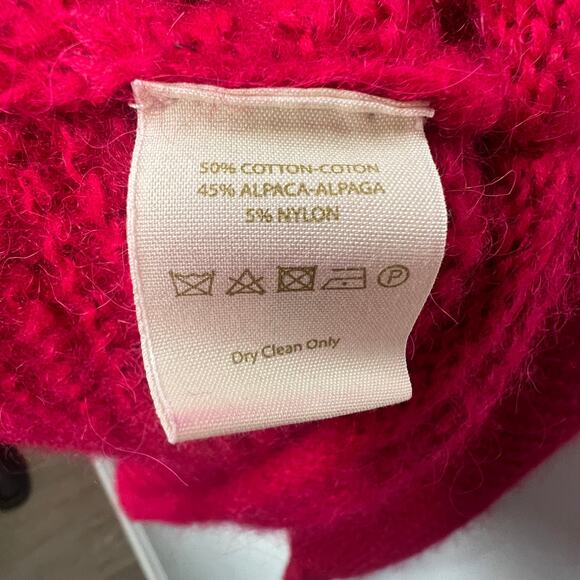 50% COTTON-COTON
45% ALPACA-ALPAGA
5% NYLON
P
Dry Clean Only